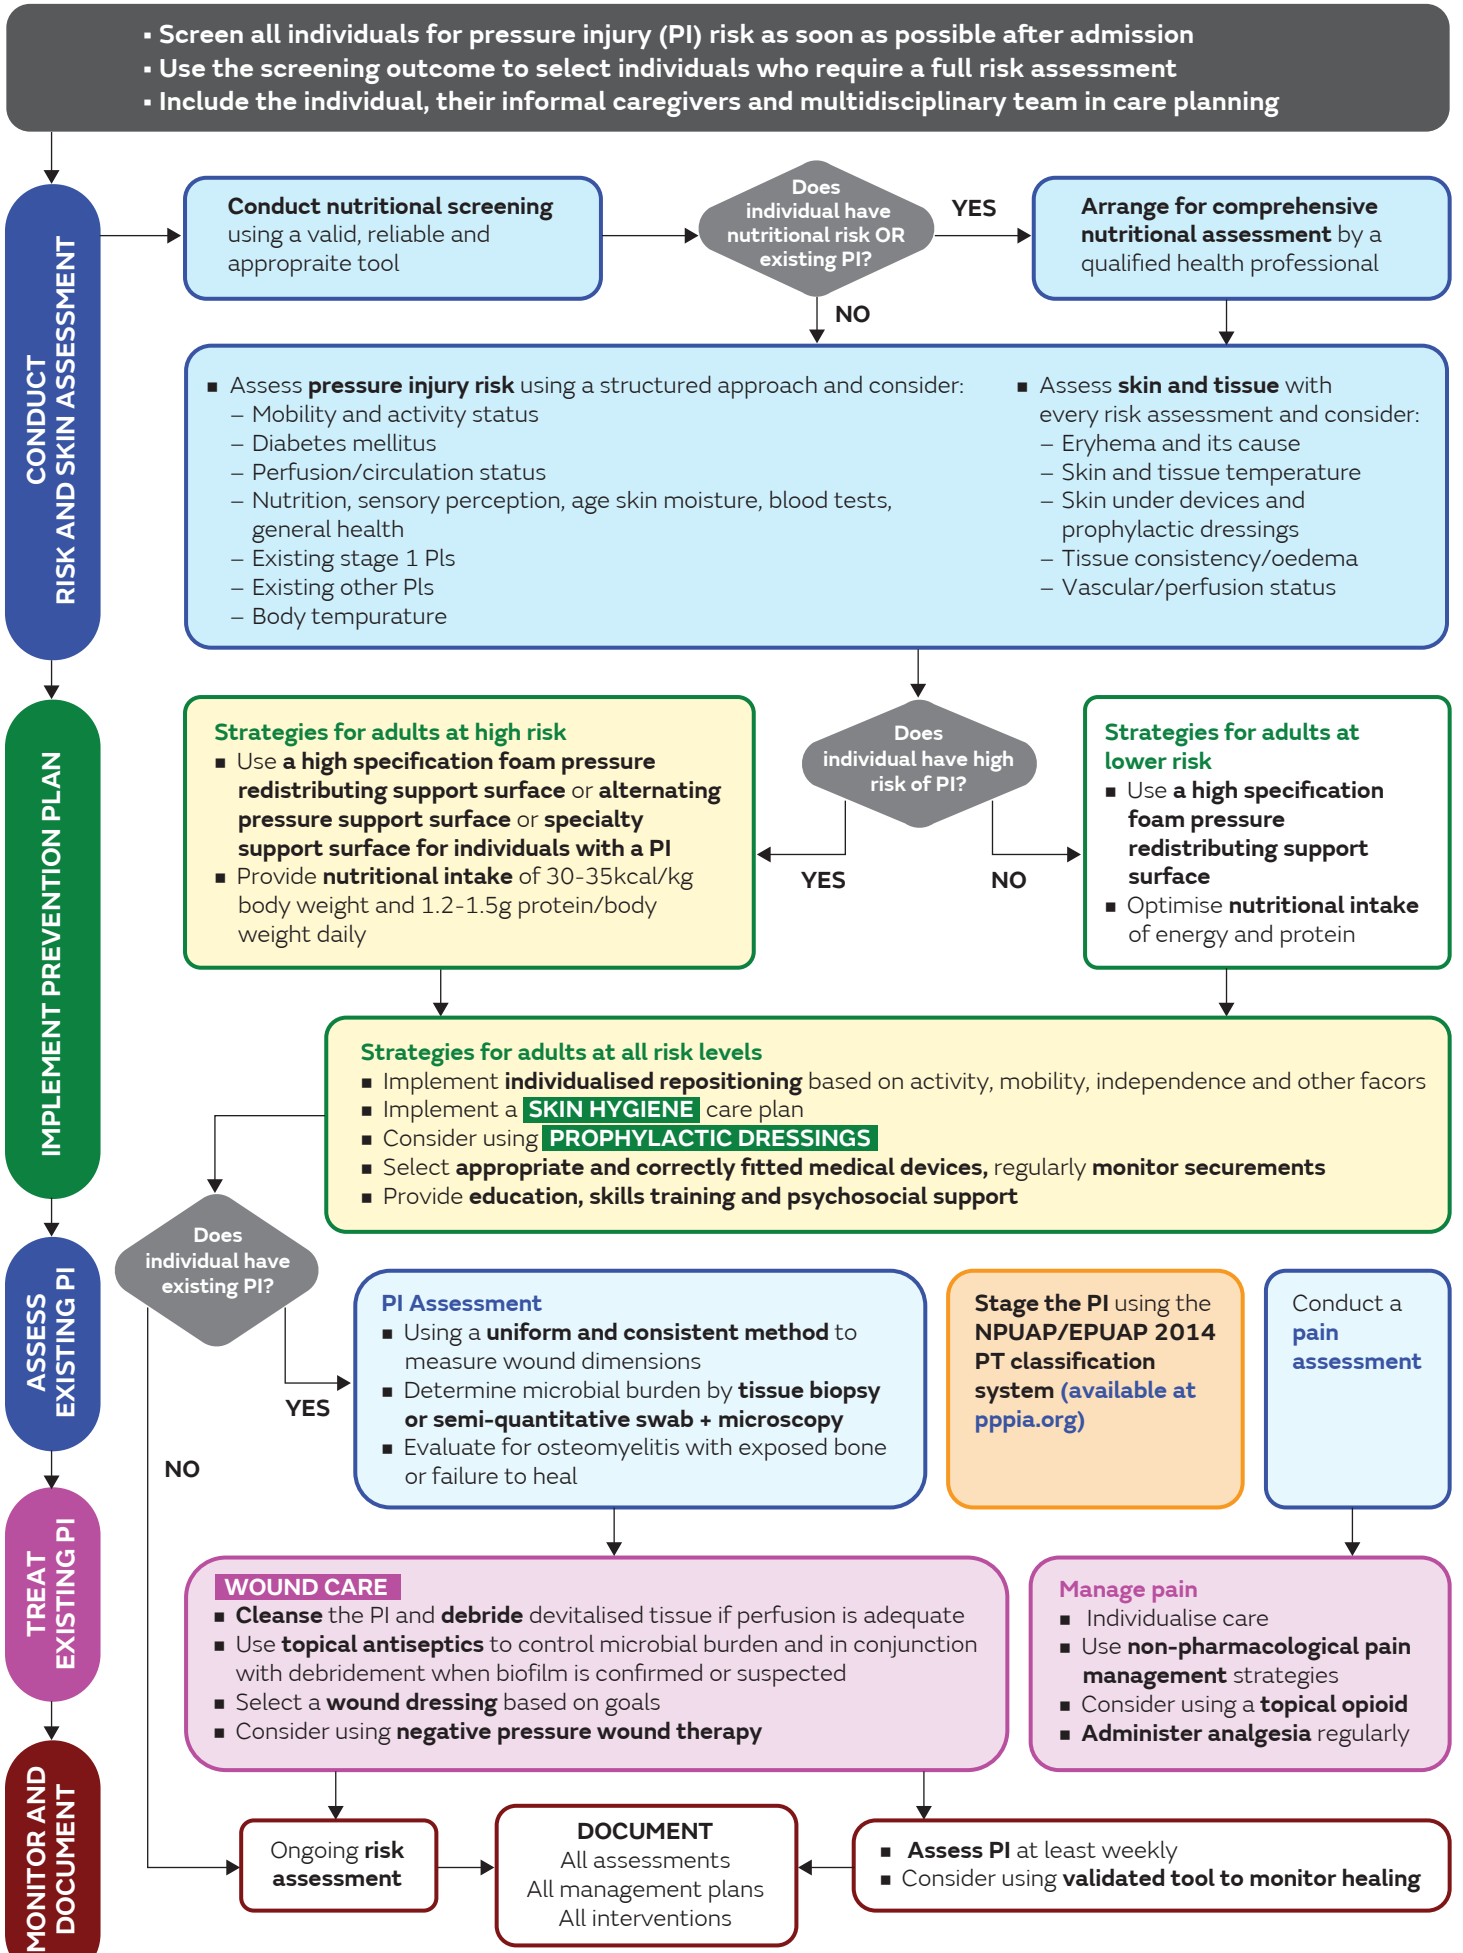 ▪ Screen all individuals for pressure injury (PI) risk as soon as possible after admission
▪ Use the screening outcome to select individuals who require a full risk assessment
▪ Include the individual, their informal caregivers and multidisciplinary team in care planning
CONDUCT
RISK AND SKIN ASSESSMENT
Conduct nutritional screening
using a valid, reliable and
appropraite tool
Does
individual have
nutritional risk OR
existing PI?
YES
NO
Arrange for comprehensive
nutritional assessment by a
qualified health professional
▪ Assess pressure injury risk using a structured approach and consider:
– Mobility and activity status
– Diabetes mellitus
– Perfusion/circulation status
– Nutrition, sensory perception, age skin moisture, blood tests,
general health
– Existing stage 1 Pls
– Existing other Pls
– Body tempurature
▪ Assess skin and tissue with
every risk assessment and consider:
– Eryhema and its cause
– Skin and tissue temperature
– Skin under devices and
prophylactic dressings
– Tissue consistency/oedema
– Vascular/perfusion status
IMPLEMENT PREVENTION PLAN
Strategies for adults at high risk
▪ Use a high specification foam pressure
redistributing support surface or alternating
pressure support surface or specialty
support surface for individuals with a PI
▪ Provide nutritional intake of 30-35kcal/kg
body weight and 1.2-1.5g protein/body
weight daily
Does
individual have high
risk of PI?
YES
NO
Strategies for adults at
lower risk
▪ Use a high specification
foam pressure
redistributing support
surface
▪ Optimise nutritional intake
of energy and protein
Strategies for adults at all risk levels
▪ Implement individualised repositioning based on activity, mobility, independence and other facors
▪ Implement a SKIN HYGIENE care plan
▪ Consider using PROPHYLACTIC DRESSINGS
▪ Select appropriate and correctly fitted medical devices, regularly monitor securements
▪ Provide education, skills training and psychosocial support
ASSESS
EXISTING PI
Does
individual have
existing PI?
YES
NO
PI Assessment
▪ Using a uniform and consistent method to
measure wound dimensions
▪ Determine microbial burden by tissue biopsy
or semi-quantitative swab + microscopy
▪ Evaluate for osteomyelitis with exposed bone
or failure to heal
Stage the PI using the
NPUAP/EPUAP 2014
PT classification
system (available at
pppia.org)
Conduct a
pain
assessment
TREAT
EXISTING PI
WOUND CARE
▪ Cleanse the PI and debride devitalised tissue if perfusion is adequate
▪ Use topical antiseptics to control microbial burden and in conjunction
with debridement when biofilm is confirmed or suspected
▪ Select a wound dressing based on goals
▪ Consider using negative pressure wound therapy
Manage pain
▪ Individualise care
▪ Use non-pharmacological pain
management strategies
▪ Consider using a topical opioid
▪ Administer analgesia regularly
MONITOR AND
DOCUMENT
Ongoing risk
assessment
DOCUMENT
All assessments
All management plans
All interventions
▪ Assess PI at least weekly
▪ Consider using validated tool to monitor healing